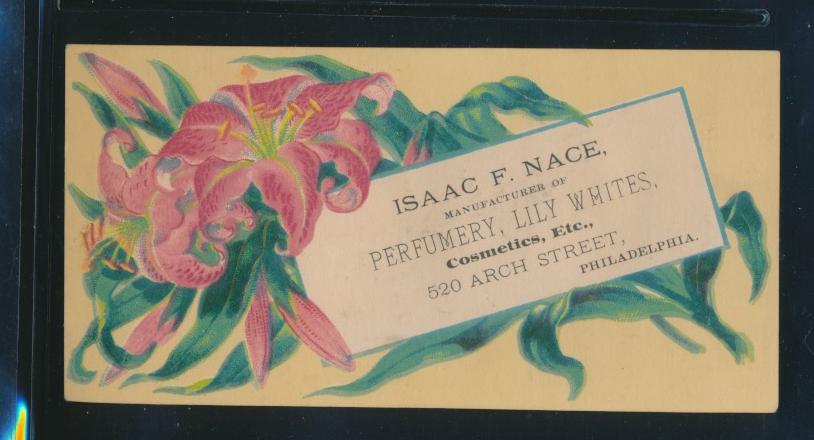 ISAAC F. NACE,
MANUFACTURER OF
PERFUMERY, LILY WHITES,
Cosmetics, Etc.,
520 ARCH STREET,
PHILADELPHIA.